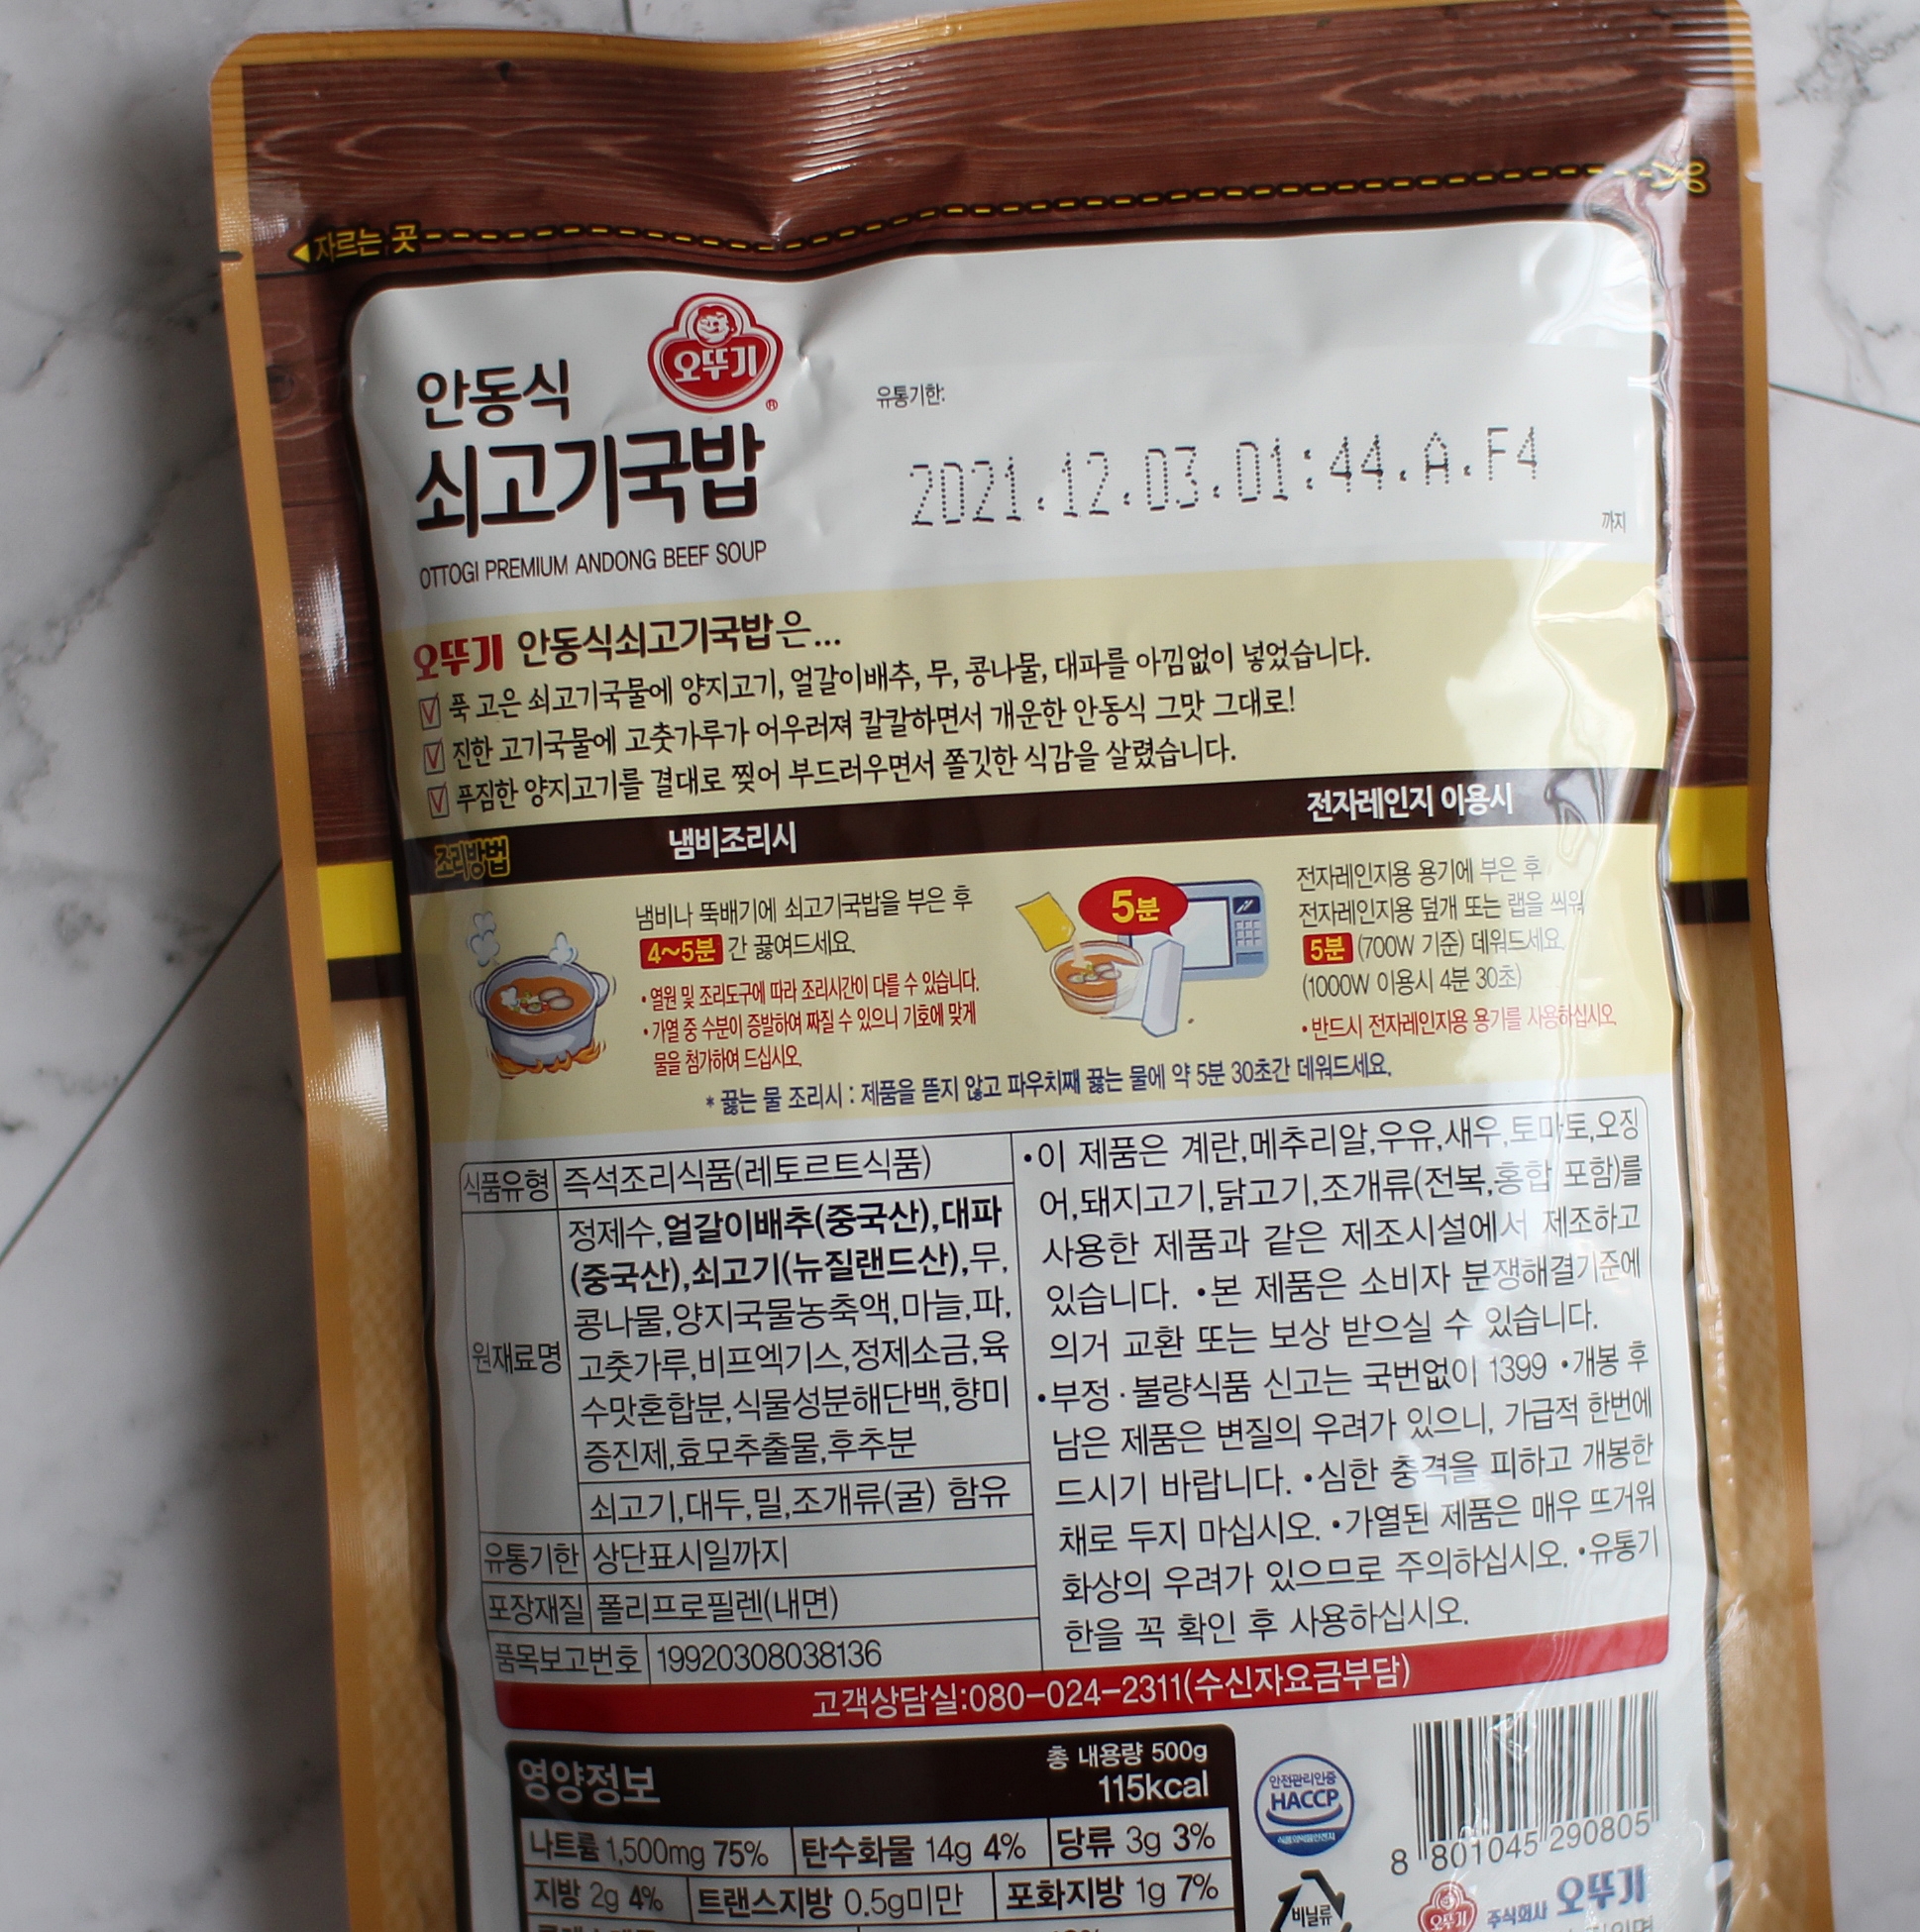 자르는 곳
안동식
오뚜기
®
쇠고기국밥
OTTOGI PREMIUM ANDONG BEEF SOUP
유통기한:
2021.12.03.01:44.A.F4
까지
오뚜기 안동식쇠고기국밥은...
푹 고은 쇠고기국물에 양지고기, 얼갈이배추, 무, 콩나물, 대파를 아낌없이 넣었습니다.
진한 고기국물에 고춧가루가 어우러져 칼칼하면서 개운한 안동식 그맛 그대로!
푸짐한 양지고기를 결대로 찢어 부드러우면서 쫄깃한 식감을 살렸습니다.
조리방법
냄비조리시
전자레인지 이용시
냄비나 뚝배기에 쇠고기국밥을 부은 후
4~5분 간 끓여드세요.
• 열원 및 조리도구에 따라 조리시간이 다를 수 있습니다.
• 가열 중 수분이 증발하여 짜질 수 있으니 기호에 맞게
물을 첨가하여 드십시오.
5분
전자레인지용 용기에 부은 후
전자레인지용 덮개 또는 랩을 씌워
5분 (700W 기준) 데워드세요.
(1000W 이용시 4분 30초)
• 반드시 전자레인지용 용기를 사용하십시오.
* 끓는 물 조리시 : 제품을 뜯지 않고 파우치째 끓는 물에 약 5분 30초간 데워드세요.
식품유형 즉석조리식품(레토르트식품)
원재료명
정제수,얼갈이배추(중국산),대파
(중국산),쇠고기(뉴질랜드산),무,
콩나물,양지국물농축액,마늘,파,
고춧가루,비프엑기스,정제소금,육
수맛혼합분,식물성분해단백,향미
증진제,효모추출물,후추분
쇠고기,대두,밀,조개류(굴) 함유
유통기한 상단표시일까지
포장재질 폴리프로필렌(내면)
품목보고번호 19920308038136
•이 제품은 계란,메추리알,우유,새우,토마토,오징
어,돼지고기,닭고기,조개류(전복,홍합 포함)를
사용한 제품과 같은 제조시설에서 제조하고
있습니다. •본 제품은 소비자 분쟁해결기준에
의거 교환 또는 보상 받으실 수 있습니다.
•부정·불량식품 신고는 국번없이 1399 •개봉 후
남은 제품은 변질의 우려가 있으니, 가급적 한번에
드시기 바랍니다. •심한 충격을 피하고 개봉한
채로 두지 마십시오. •가열된 제품은 매우 뜨거워
화상의 우려가 있으므로 주의하십시오. •유통기
한을 꼭 확인 후 사용하십시오.
고객상담실:080-024-2311(수신자요금부담)
영양정보
총 내용량 500g
115kcal
나트륨 1,500mg 75% 탄수화물 14g 4% 당류 3g 3%
지방 2g 4% 트랜스지방 0.5g미만 포화지방 1g 7%
안전관리인증
HACCP
식품의약품안전처
비닐류
8 801045 290805
오뚜기 주식회사 오뚜기